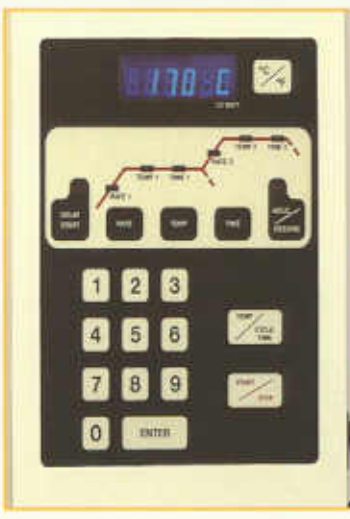 170 C
°C
°F
TEMP 2
TIME 2
RATE 2
TEMP 1
TIME 1
RATE 1
DELAY
START
RATE
TEMP
TIME
HOLD
RESUME
1 2 3
4 5 6
7 8 9
0 ENTER
TEMP
CYCLE
TIME
START
STOP